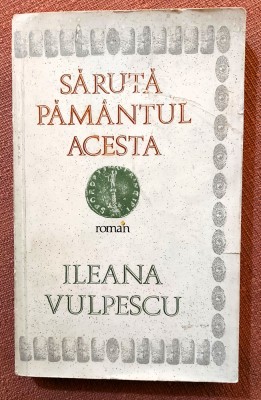 SĂRUTĂ
PĂMÂNTUL
ACESTA
roman
ILEANA
VULPESCU